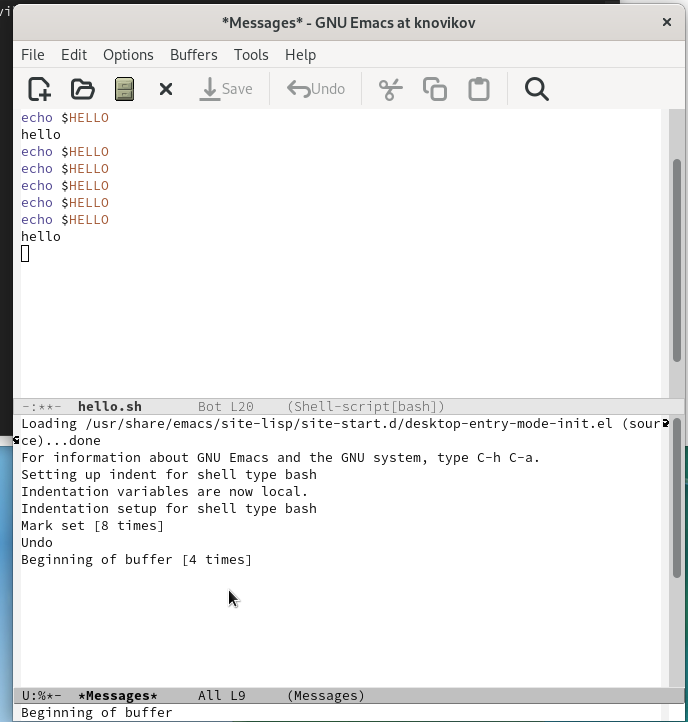 *Messages* - GNU Emacs at knovikov
File Edit Options Buffers Tools Help
Save Undo
echo $HELLO
hello
echo $HELLO
echo $HELLO
echo $HELLO
echo $HELLO
echo $HELLO
hello
-:**-  hello.sh       Bot L20    (Shell-script[bash])
Loading /usr/share/emacs/site-lisp/site-start.d/desktop-entry-mode-init.el (sour
ce)...done
For information about GNU Emacs and the GNU system, type C-h C-a.
Setting up indent for shell type bash
Indentation variables are now local.
Indentation setup for shell type bash
Mark set [8 times]
Undo
Beginning of buffer [4 times]
U:%*-  *Messages*     All L9     (Messages)
Beginning of buffer